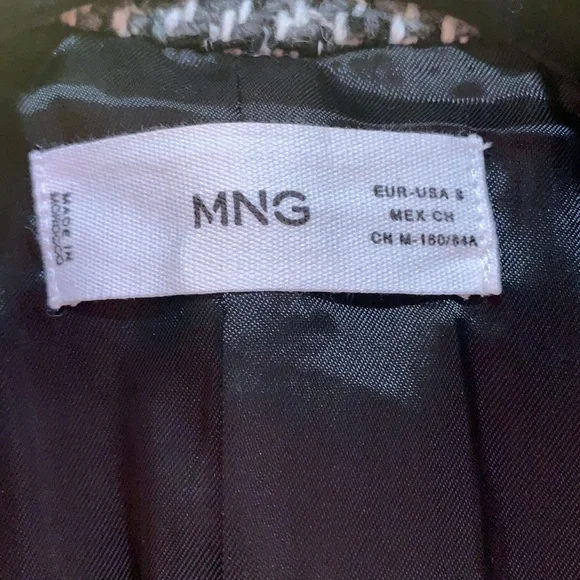 MADE IN
MOROCCO
MNG
EUR-USA S
MEX CH
CN M-160/84A